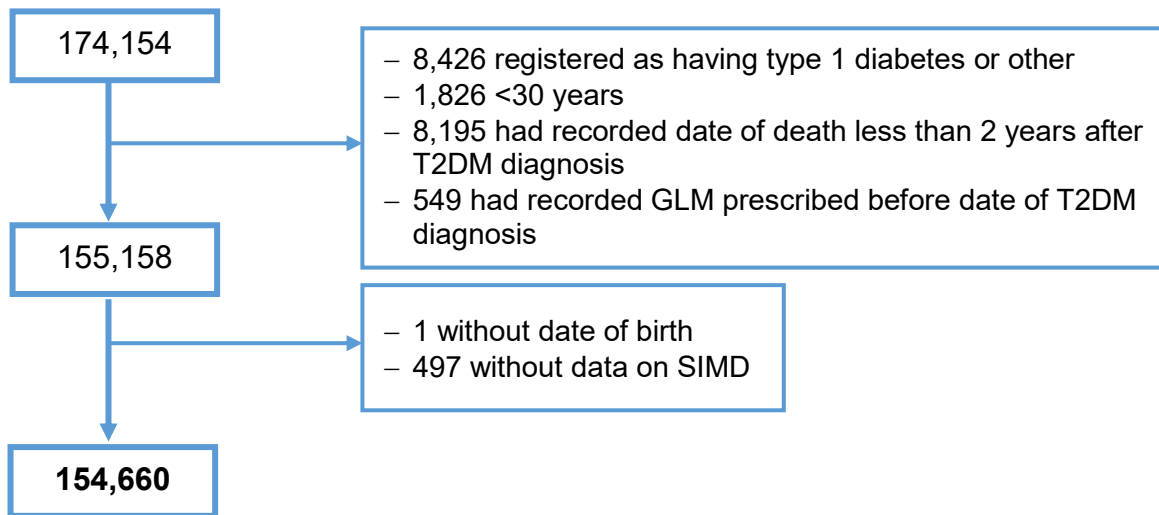 174,154
– 8,426 registered as having type 1 diabetes or other
– 1,826 <30 years
– 8,195 had recorded date of death less than 2 years after
T2DM diagnosis
– 549 had recorded GLM prescribed before date of T2DM
diagnosis
155,158
– 1 without date of birth
– 497 without data on SIMD
154,660